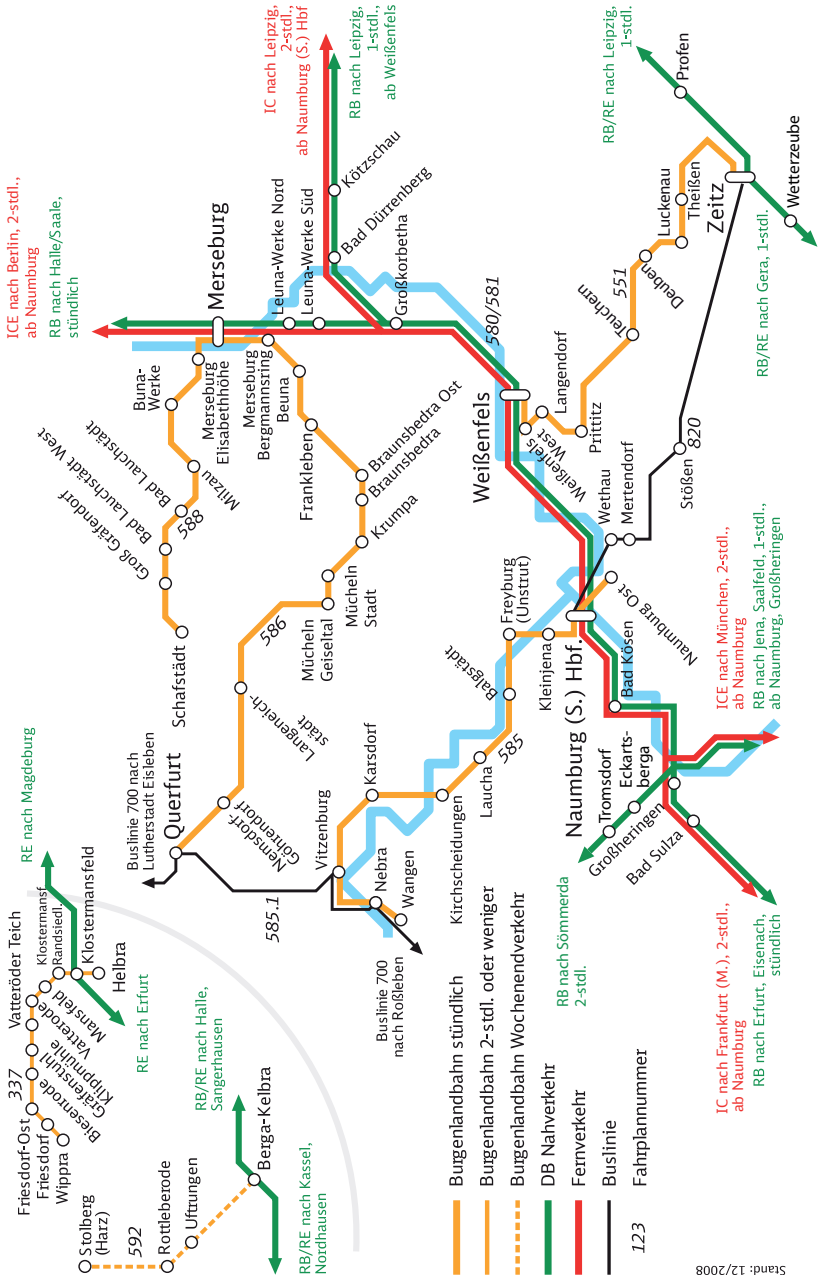 Stolberg
(Harz)
592
Rottleberode
Uftrungen
Berga-Kelbra
RB/RE nach Kassel,
Nordhausen
RB/RE nach Halle,
Sangerhausen
Friesdorf-Ost
Friesdorf
Wippra
337
Biesenrode
Gräfenstuhl
Klippmühle
Vatterode
Vatteröder Teich
Mansfeld
Klostermansf.
Randsiedl.
Klostermansfeld
Helbra
RE nach Magdeburg
RE nach Erfurt
Buslinie 700 nach
Lutherstadt Eisleben
Querfurt
585.1
Nemsdorf-
Göhrendorf
Langeneich-
städt
586
Mücheln
Geiseltal
Mücheln
Stadt
Krumpa
Braunsbedra
Braunsbedra Ost
Frankleben
Beuna
Merseburg
Bergmannsring
Schafstädt
Groß Gräfendorf
Bad Lauchstädt West
Bad Lauchstädt
588
Milzau
Buna-
Werke
Merseburg
Elisabethhöhe
Merseburg
ICE nach Berlin, 2-stdl.,
ab Naumburg
RB nach Halle/Saale,
stündlich
Leuna-Werke Nord
Leuna-Werke Süd
Großkorbetha
Bad Dürrenberg
Kötzschau
IC nach Leipzig,
2-stdl.,
ab Naumburg (S.) Hbf
RB nach Leipzig,
1-stdl.,
ab Weißenfels
580/581
Weißenfels
Weißenfels
West
Langendorf
Prittitz
Teuchern
551
Deuben
Luckenau
Theißen
Zeitz
Profen
RB/RE nach Leipzig,
1-stdl.
Wetterzeube
RB/RE nach Gera, 1-stdl.
820
Stößen
Mertendorf
Wethau
Naumburg Ost
Naumburg (S.) Hbf.
Kleinjena
Freyburg
(Unstrut)
Balgstädt
585
Laucha
Kirchscheidungen
Karsdorf
Vitzenburg
Nebra
Wangen
Buslinie 700
nach Roßleben
Bad Kösen
ICE nach München, 2-stdl.,
ab Naumburg
RB nach Jena, Saalfeld, 1-stdl.,
ab Naumburg, Großheringen
Tromsdorf
Eckarts-
berga
Großheringen
Bad Sulza
RB nach Sömmerda
2-stdl.
IC nach Frankfurt (M.), 2-stdl.,
ab Naumburg
RB nach Erfurt, Eisenach,
stündlich
Burgenlandbahn stündlich
Burgenlandbahn 2-stdl. oder weniger
Burgenlandbahn Wochenendverkehr
DB Nahverkehr
Fernverkehr
Buslinie
123 Fahrplannummer
Stand: 12/2008